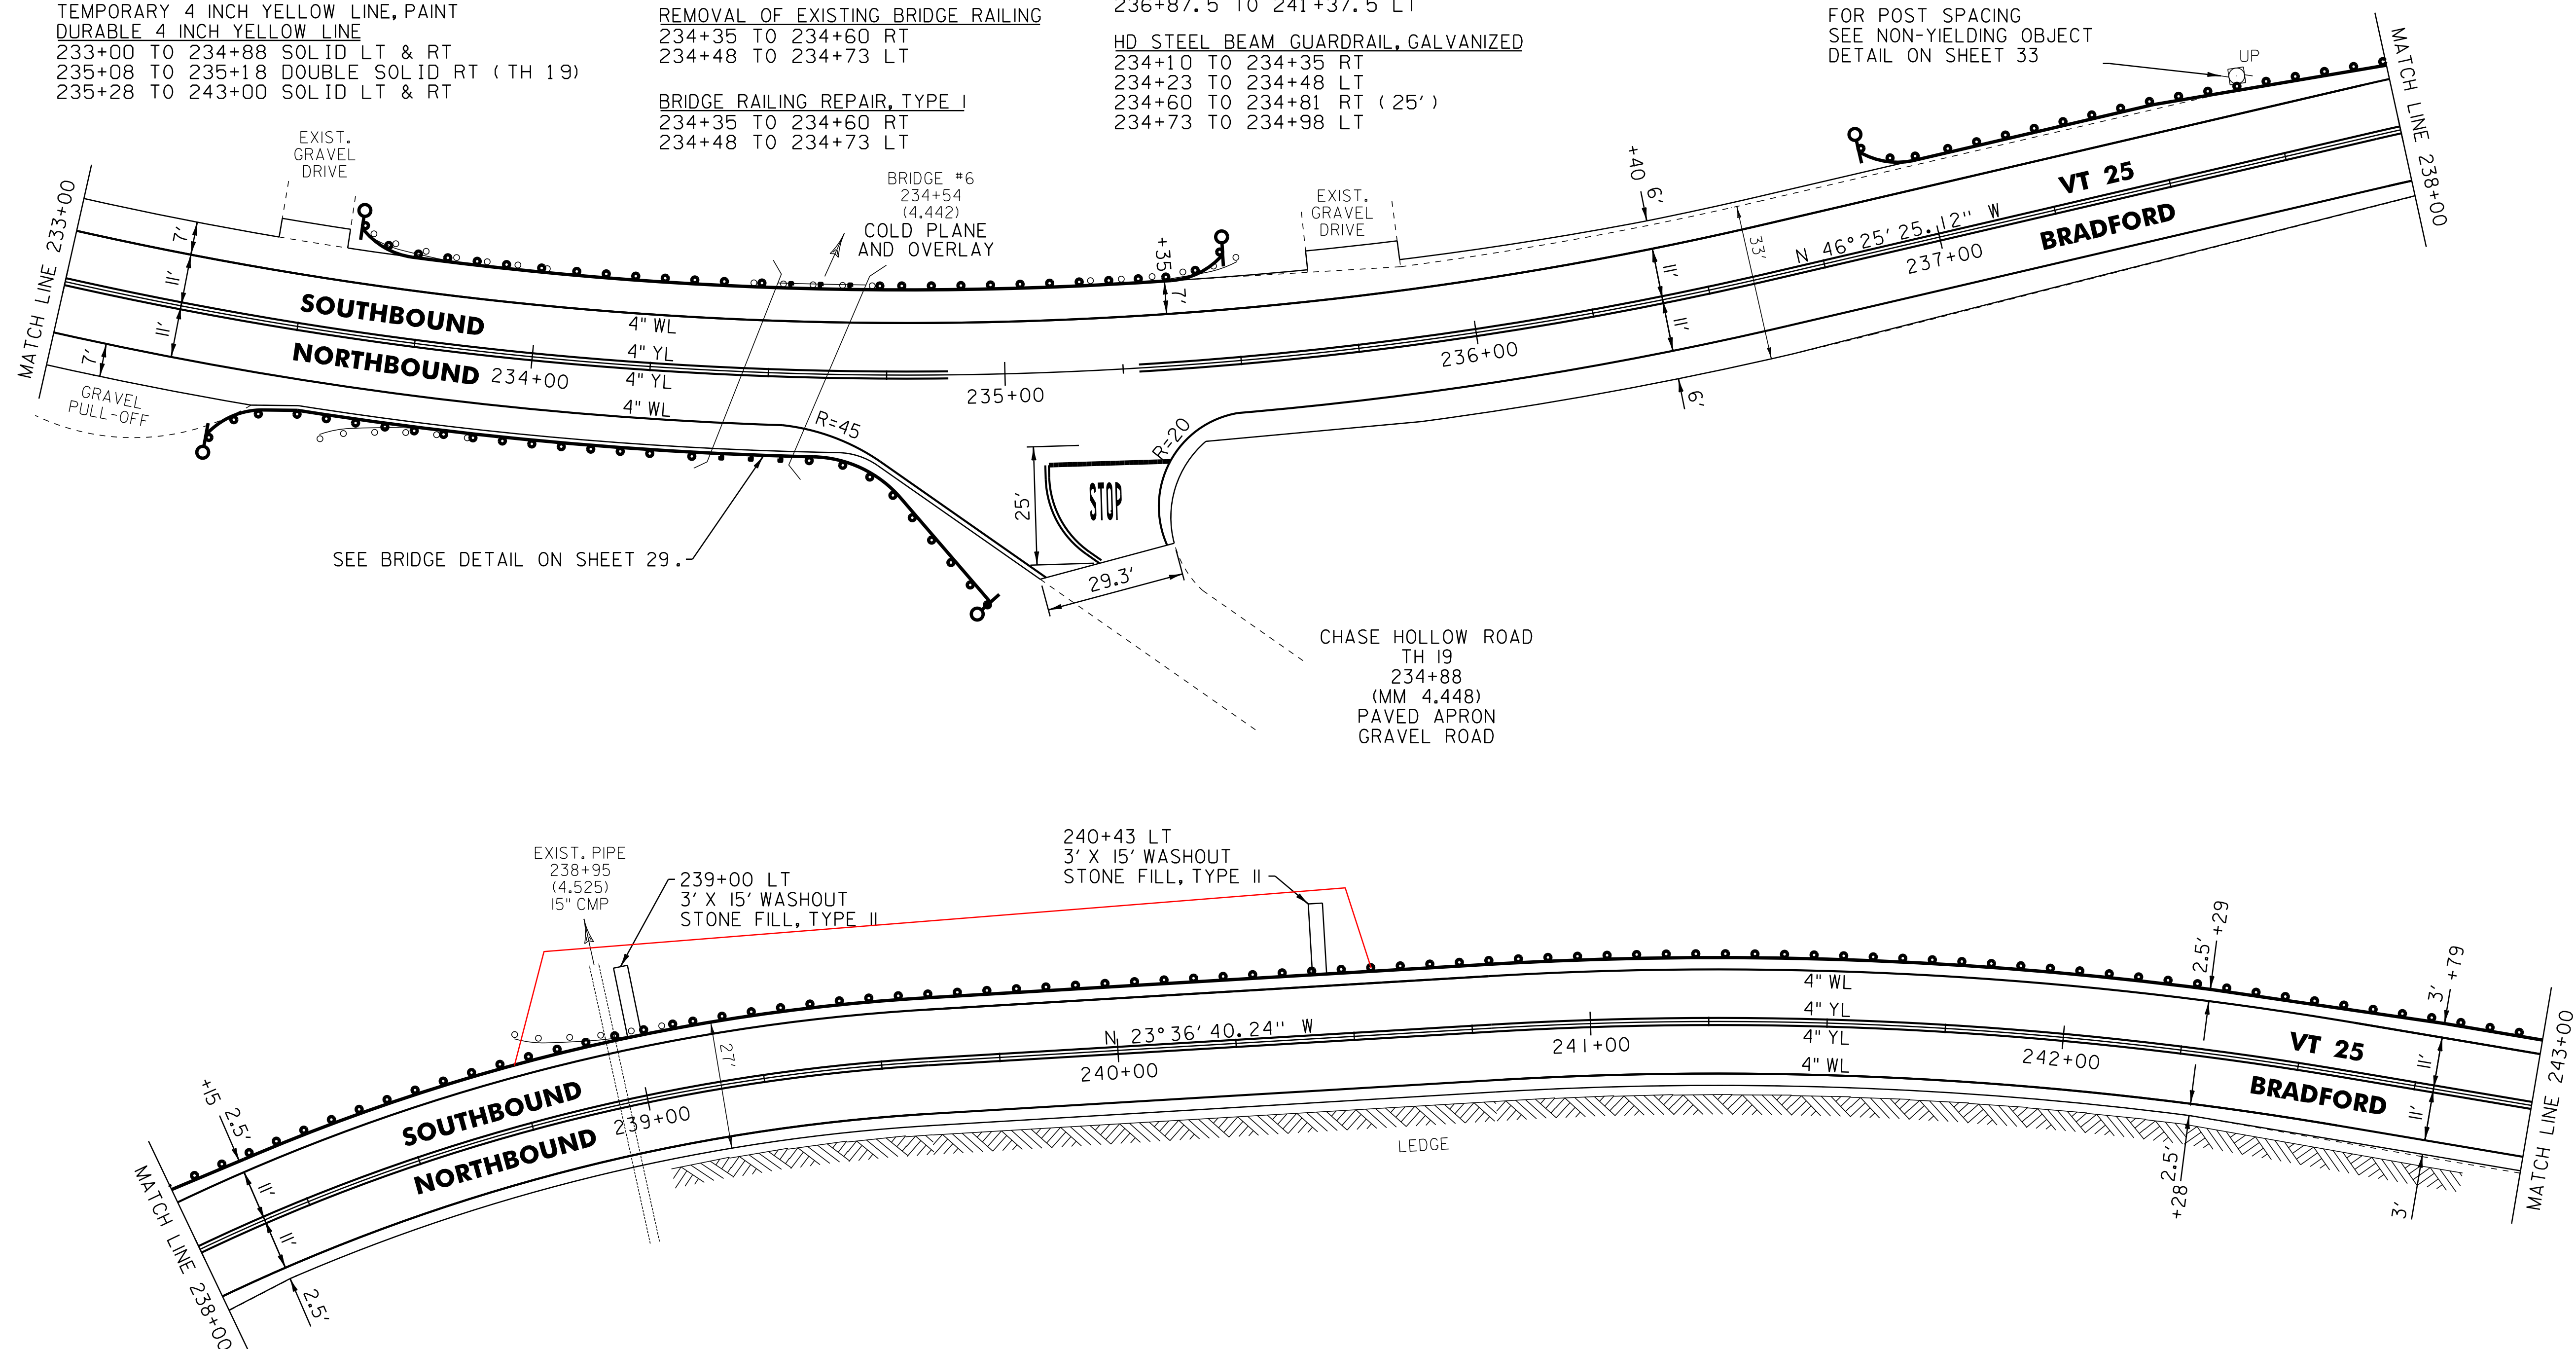 TEMPORARY 4 INCH YELLOW LINE, PAINT
DURABLE 4 INCH YELLOW LINE
233+00 TO 234+88 SOLID LT & RT
235+08 TO 235+18 DOUBLE SOLID RT (TH 19)
235+28 TO 243+00 SOLID LT & RT
REMOVAL OF EXISTING BRIDGE RAILING
234+35 TO 234+60 RT
234+48 TO 234+73 LT
BRIDGE RAILING REPAIR, TYPE I
234+35 TO 234+60 RT
234+48 TO 234+73 LT
236+87.5 TO 241+37.5 LT
HD STEEL BEAM GUARDRAIL, GALVANIZED
234+10 TO 234+35 RT
234+23 TO 234+48 LT
234+60 TO 234+81 RT (25')
234+73 TO 234+98 LT
FOR POST SPACING
SEE NON-YIELDING OBJECT
DETAIL ON SHEET 33
UP
MATCH LINE 238+00
MATCH LINE 233+00
EXIST.
GRAVEL
DRIVE
BRIDGE #6
234+54
(4.442)
COLD PLANE
AND OVERLAY
EXIST.
GRAVEL
DRIVE
+35
7'
+40
6'
33'
VT 25
BRADFORD
N 46°25'25.12" W
237+00
7'
11'
11'
7'
SOUTHBOUND
NORTHBOUND
4" WL
4" YL
4" YL
4" WL
234+00
235+00
236+00
11'
11'
6'
GRAVEL
PULL-OFF
R=45
R=20
25'
STOP
29.3'
SEE BRIDGE DETAIL ON SHEET 29.
CHASE HOLLOW ROAD
TH 19
234+88
(MM 4.448)
PAVED APRON
GRAVEL ROAD
EXIST. PIPE
238+95
(4.525)
15" CMP
239+00 LT
3' X 15' WASHOUT
STONE FILL, TYPE II
240+43 LT
3' X 15' WASHOUT
STONE FILL, TYPE II
+15
2.5'
11'
11'
2.5'
MATCH LINE 238+00
SOUTHBOUND
NORTHBOUND
239+00
27'
N 23°36'40.24" W
240+00
241+00
242+00
4" WL
4" YL
4" YL
4" WL
LEDGE
2.5'
+29
3'
+79
VT 25
BRADFORD
11'
11'
2.5'
+28
3'
MATCH LINE 243+00